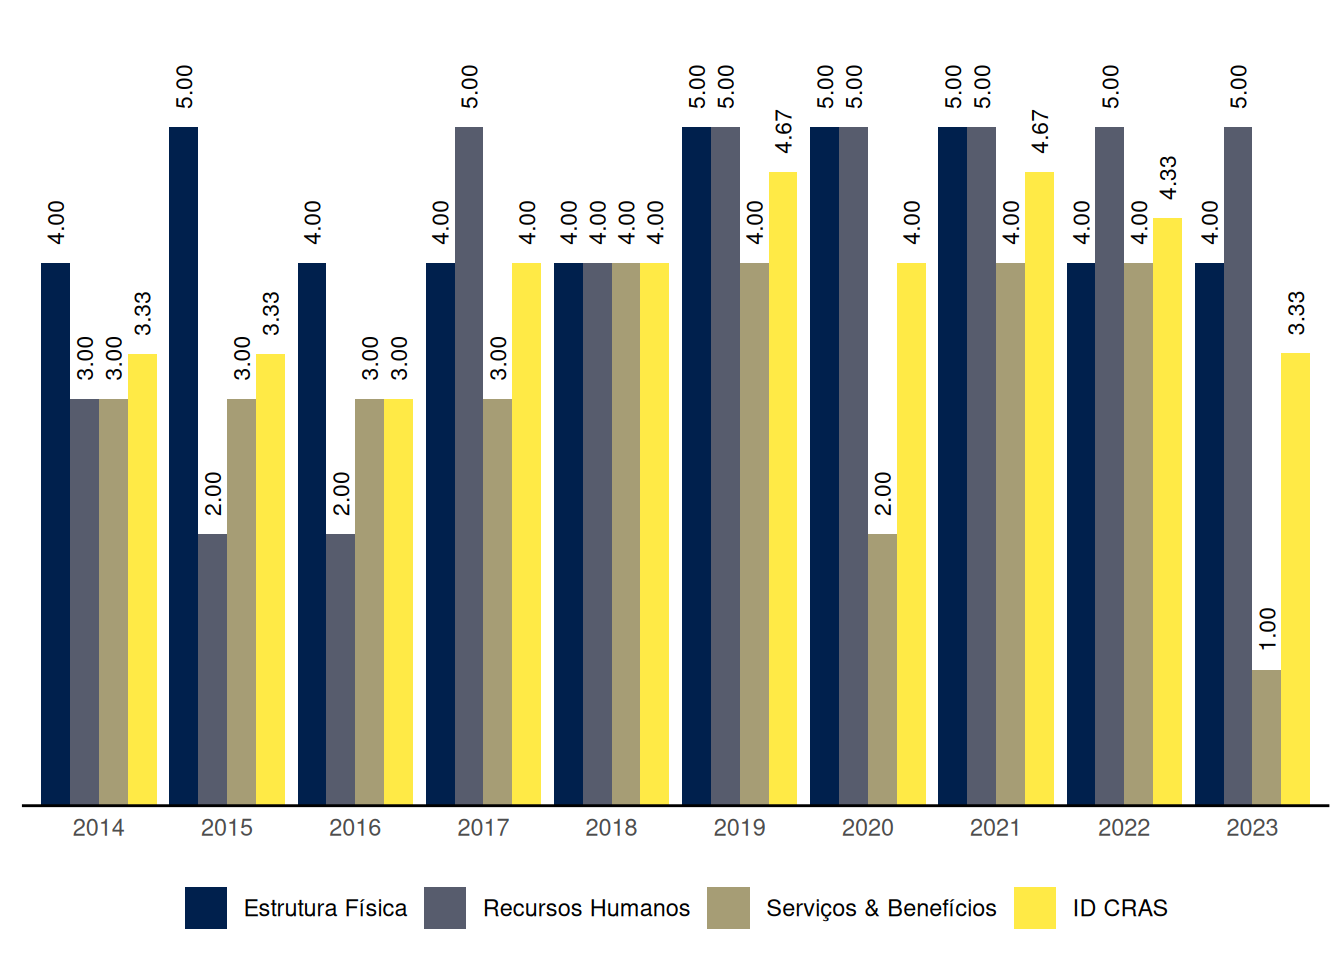 4.00 3.00 3.00 3.33
5.00 2.00 3.00 3.33
4.00 2.00 3.00 3.00
4.00 5.00 3.00 4.00
4.00 4.00 4.00 4.00
5.00 5.00 4.00 4.67
5.00 5.00 2.00 4.00
5.00 5.00 4.00 4.67
4.00 5.00 4.00 4.33
4.00 5.00 1.00 3.33
2014 2015 2016 2017 2018 2019 2020 2021 2022 2023
Estrutura Física Recursos Humanos Serviços & Benefícios ID CRAS